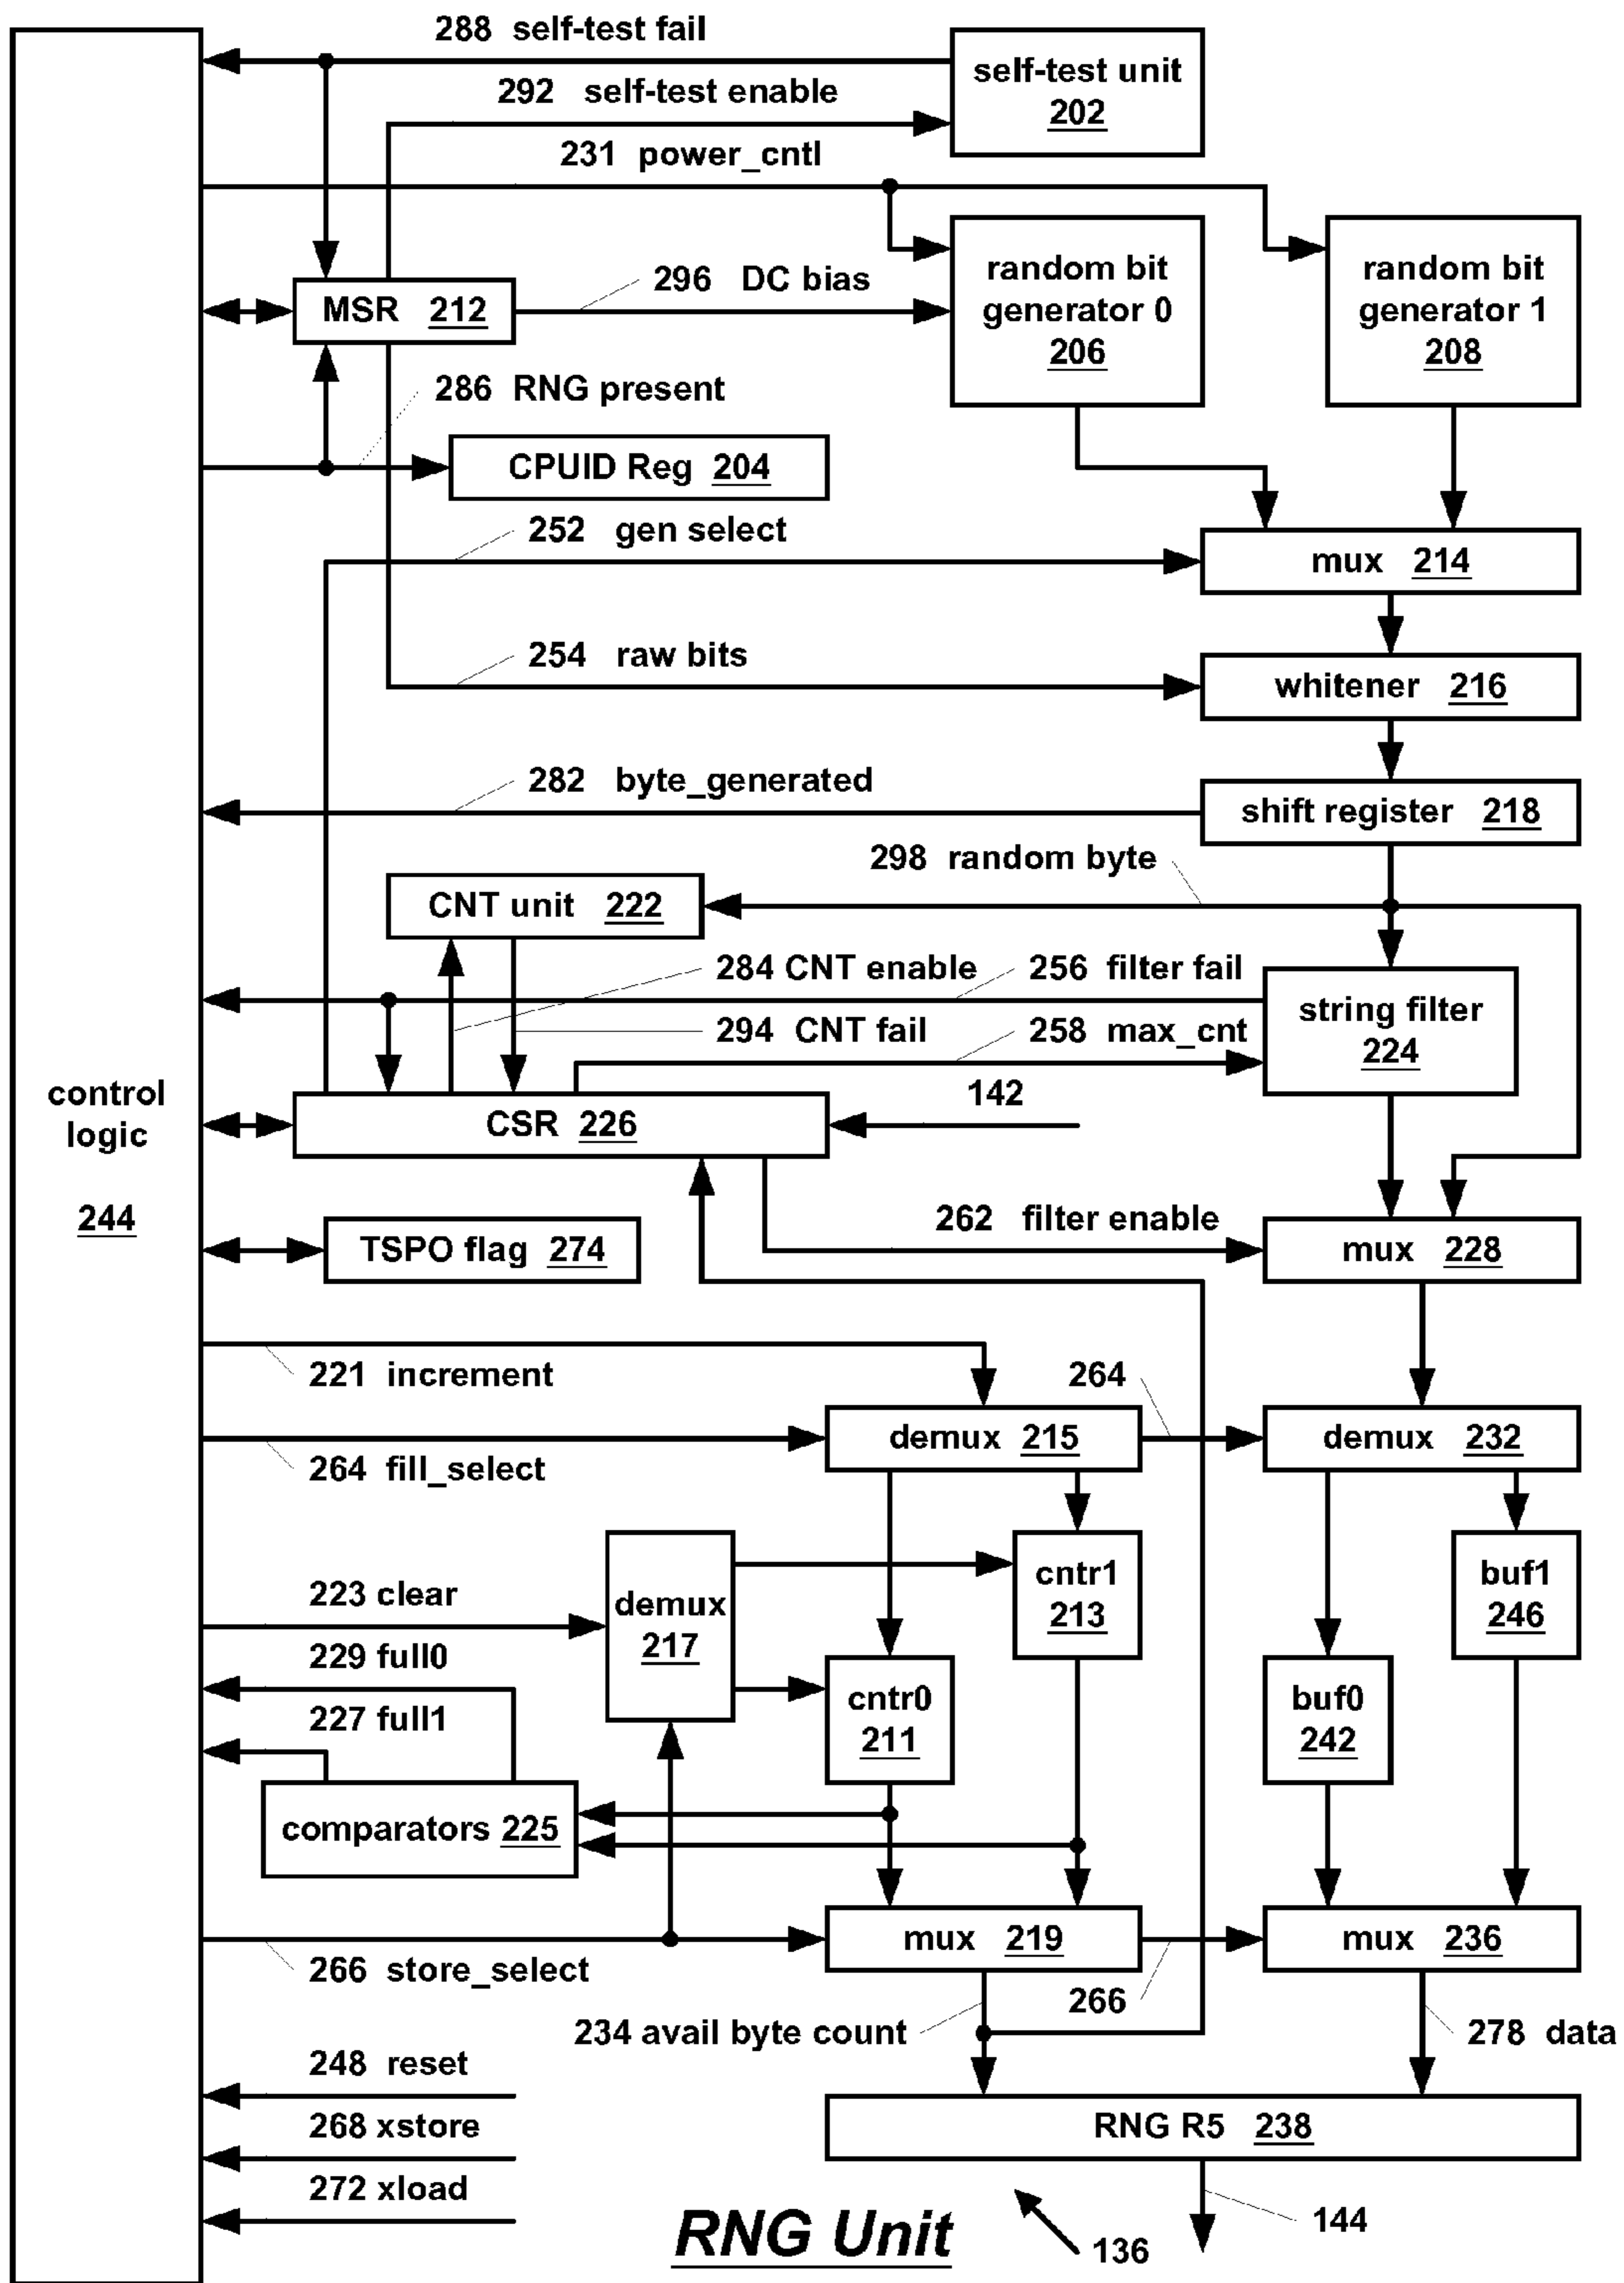 288 self-test fail
self-test unit
202
292 self-test enable
231 power_cntl
random bit
generator 0
206
random bit
generator 1
208
296 DC bias
MSR 212
286 RNG present
CPUID Reg 204
252 gen select
mux 214
254 raw bits
whitener 216
282 byte_generated
shift register 218
298 random byte
CNT unit 222
284 CNT enable
256 filter fail
string filter
224
294 CNT fail
258 max_cnt
control
logic
244
142
CSR 226
262 filter enable
TSPO flag 274
mux 228
221 increment
264
demux 215
demux 232
264 fill_select
demux
217
cntr1
213
buf1
246
223 clear
229 full0
cntr0
211
buf0
242
227 full1
comparators 225
mux 219
mux 236
266 store_select
266
234 avail byte count
278 data
248 reset
268 xstore
RNG R5 238
272 xload
144
RNG Unit
136